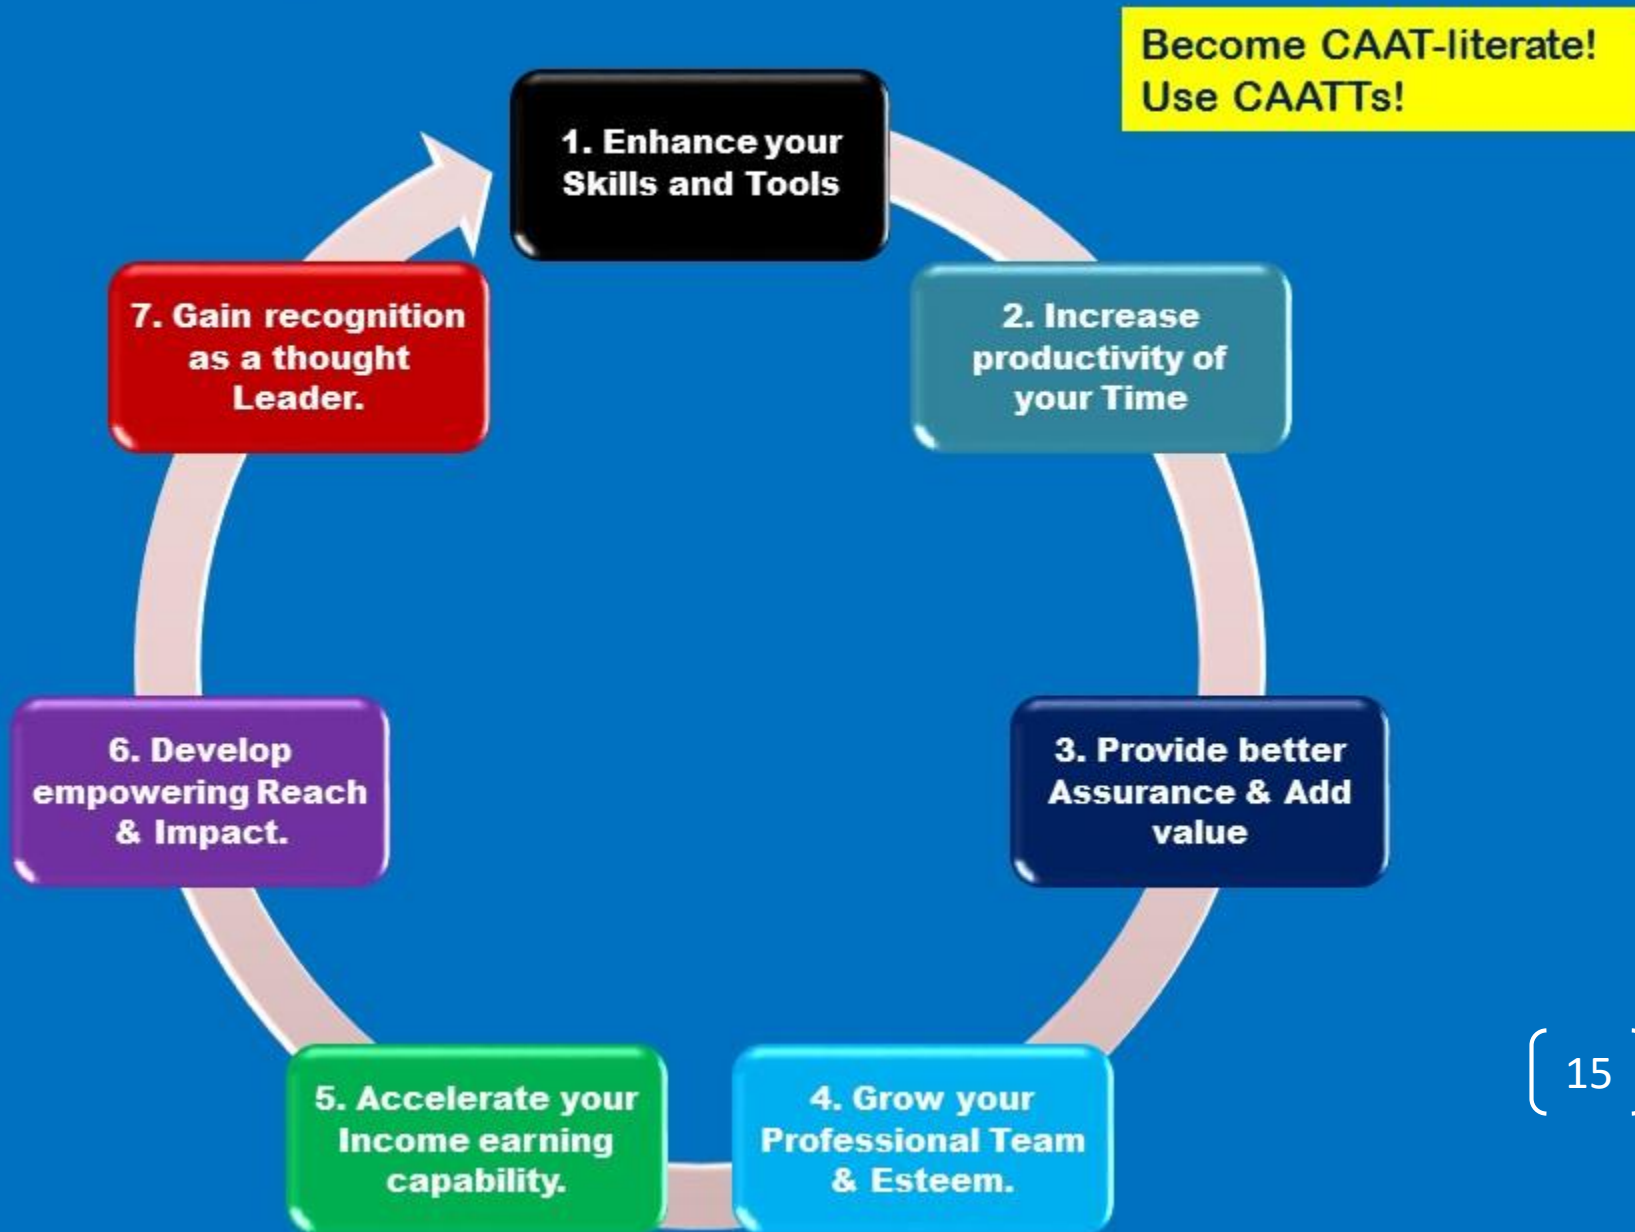 Become CAAT-literate!
Use CAATTs!
1. Enhance your
Skills and Tools
2. Increase
productivity of
your Time
3. Provide better
Assurance & Add
value
4. Grow your
Professional Team
& Esteem.
5. Accelerate your
Income earning
capability.
6. Develop
empowering Reach
& Impact.
7. Gain recognition
as a thought
Leader.
15